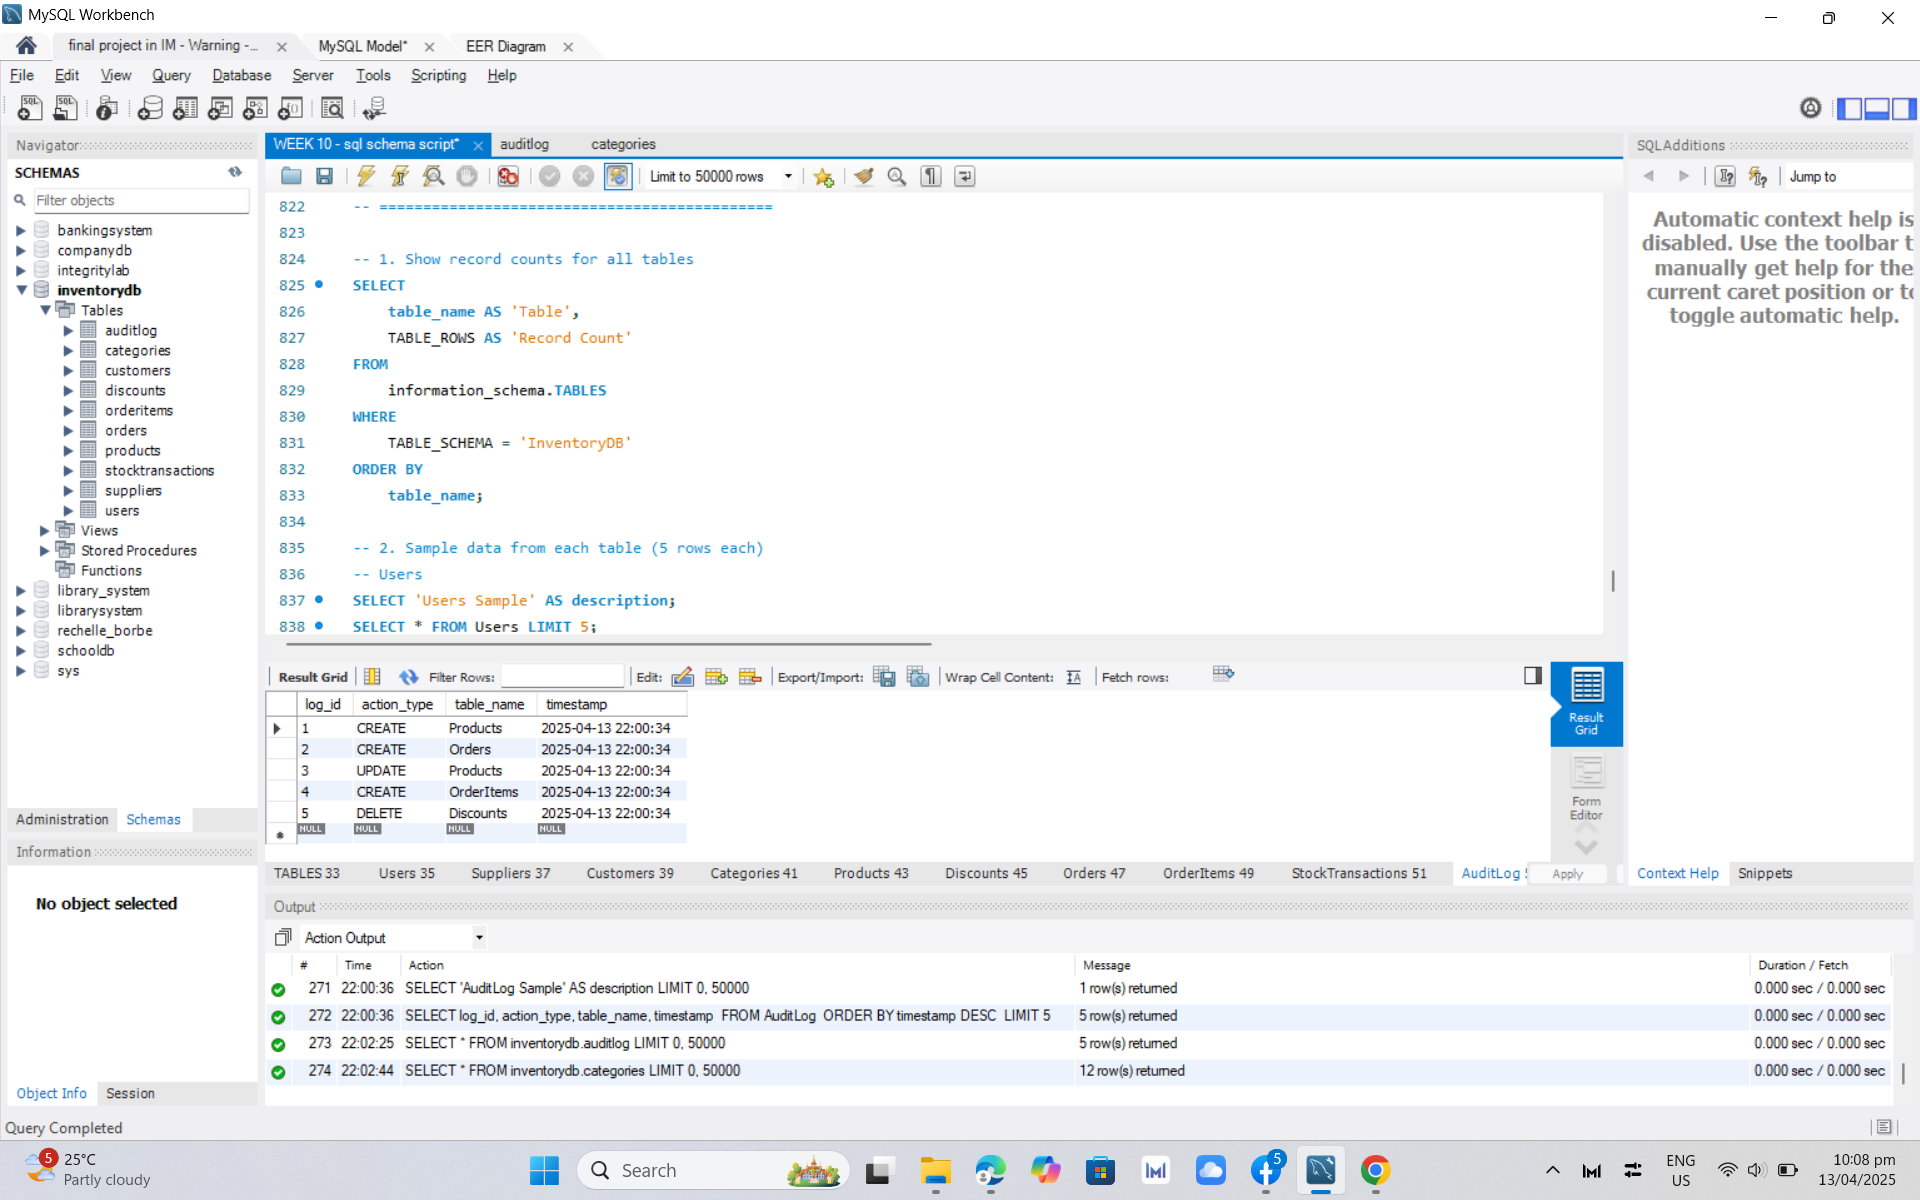 MySQL Workbench
final project in IM - Warning -...
MySQL Model*
EER Diagram
File Edit View Query Database Server Tools Scripting Help
Navigator
SCHEMAS
Filter objects
bankingsystem
companydb
integritylab
inventorydb
Tables
auditlog
categories
customers
discounts
orderitems
orders
products
stocktransactions
suppliers
users
Views
Stored Procedures
Functions
library_system
librarysystem
rechelle_borbe
schooldb
sys
Administration Schemas
Information
No object selected
Object Info Session
Query Completed
WEEK 10 - sql schema script* auditlog categories
Limit to 50000 rows
822 -- =============================================
823
824 -- 1. Show record counts for all tables
825 SELECT
826 table_name AS 'Table',
827 TABLE_ROWS AS 'Record Count'
828 FROM
829 information_schema.TABLES
830 WHERE
831 TABLE_SCHEMA = 'InventoryDB'
832 ORDER BY
833 table_name;
834
835 -- 2. Sample data from each table (5 rows each)
836 -- Users
837 SELECT 'Users Sample' AS description;
838 SELECT * FROM Users LIMIT 5;
Result Grid Filter Rows: Edit: Export/Import: Wrap Cell Content: Fetch rows:
log_id action_type table_name timestamp
1 CREATE Products 2025-04-13 22:00:34
2 CREATE Orders 2025-04-13 22:00:34
3 UPDATE Products 2025-04-13 22:00:34
4 CREATE OrderItems 2025-04-13 22:00:34
5 DELETE Discounts 2025-04-13 22:00:34
NULL NULL NULL NULL
Result
Grid
Form
Editor
TABLES 33 Users 35 Suppliers 37 Customers 39 Categories 41 Products 43 Discounts 45 Orders 47 OrderItems 49 StockTransactions 51 AuditLog Apply
SQLAdditions
Jump to
Automatic context help is
disabled. Use the toolbar t
manually get help for the
current caret position or to
toggle automatic help.
Context Help Snippets
Output
Action Output
# Time Action Message Duration / Fetch
271 22:00:36 SELECT 'AuditLog Sample' AS description LIMIT 0, 50000 1 row(s) returned 0.000 sec / 0.000 sec
272 22:00:36 SELECT log_id, action_type, table_name, timestamp FROM AuditLog ORDER BY timestamp DESC LIMIT 5 5 row(s) returned 0.000 sec / 0.000 sec
273 22:02:25 SELECT * FROM inventorydb.auditlog LIMIT 0, 50000 5 row(s) returned 0.000 sec / 0.000 sec
274 22:02:44 SELECT * FROM inventorydb.categories LIMIT 0, 50000 12 row(s) returned 0.000 sec / 0.000 sec
5
25°C
Partly cloudy
Search
5
ENG
US
10:08 pm
13/04/2025